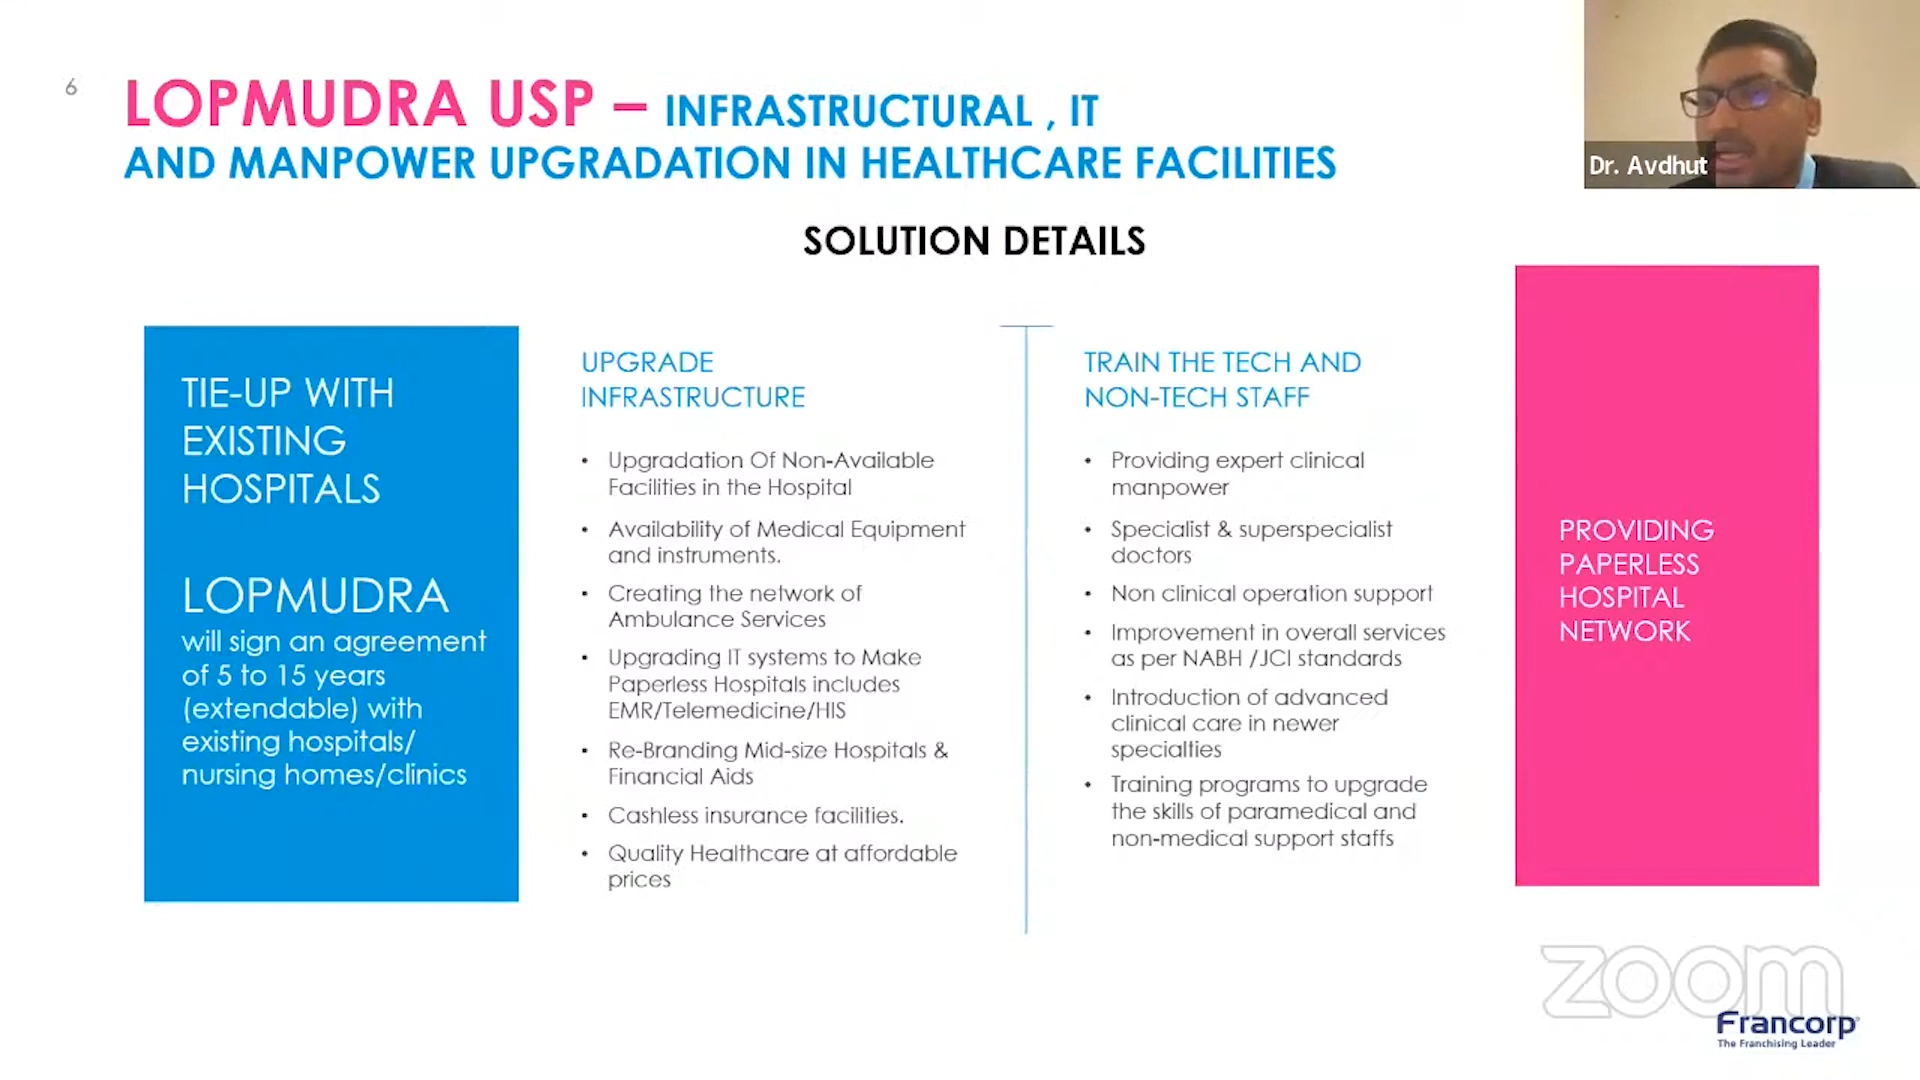 6
LOPMUDRA USP – INFRASTRUCTURAL , IT
AND MANPOWER UPGRADATION IN HEALTHCARE FACILITIES
Dr. Avdhut
SOLUTION DETAILS
TIE-UP WITH
EXISTING
HOSPITALS
LOPMUDRA
will sign an agreement
of 5 to 15 years
(extendable) with
existing hospitals/
nursing homes/clinics
UPGRADE
INFRASTRUCTURE
• Upgradation Of Non-Available
Facilities in the Hospital
• Availability of Medical Equipment
and instruments.
• Creating the network of
Ambulance Services
• Upgrading IT systems to Make
Paperless Hospitals includes
EMR/Telemedicine/HIS
• Re-Branding Mid-size Hospitals &
Financial Aids
• Cashless insurance facilities.
• Quality Healthcare at affordable
prices
TRAIN THE TECH AND
NON-TECH STAFF
• Providing expert clinical
manpower
• Specialist & superspecialist
doctors
• Non clinical operation support
• Improvement in overall services
as per NABH /JCI standards
• Introduction of advanced
clinical care in newer
specialties
• Training programs to upgrade
the skills of paramedical and
non-medical support staffs
PROVIDING
PAPERLESS
HOSPITAL
NETWORK
zoom
Francorp
The Franchising Leader